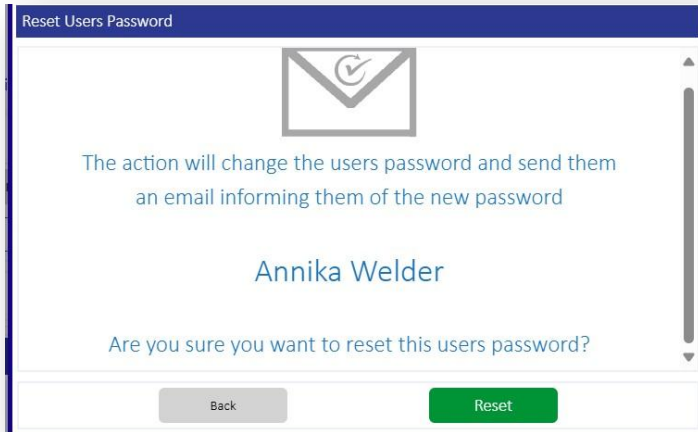 Reset Users Password
The action will change the users password and send them
an email informing them of the new password
Annika Welder
Are you sure you want to reset this users password?
Back
Reset